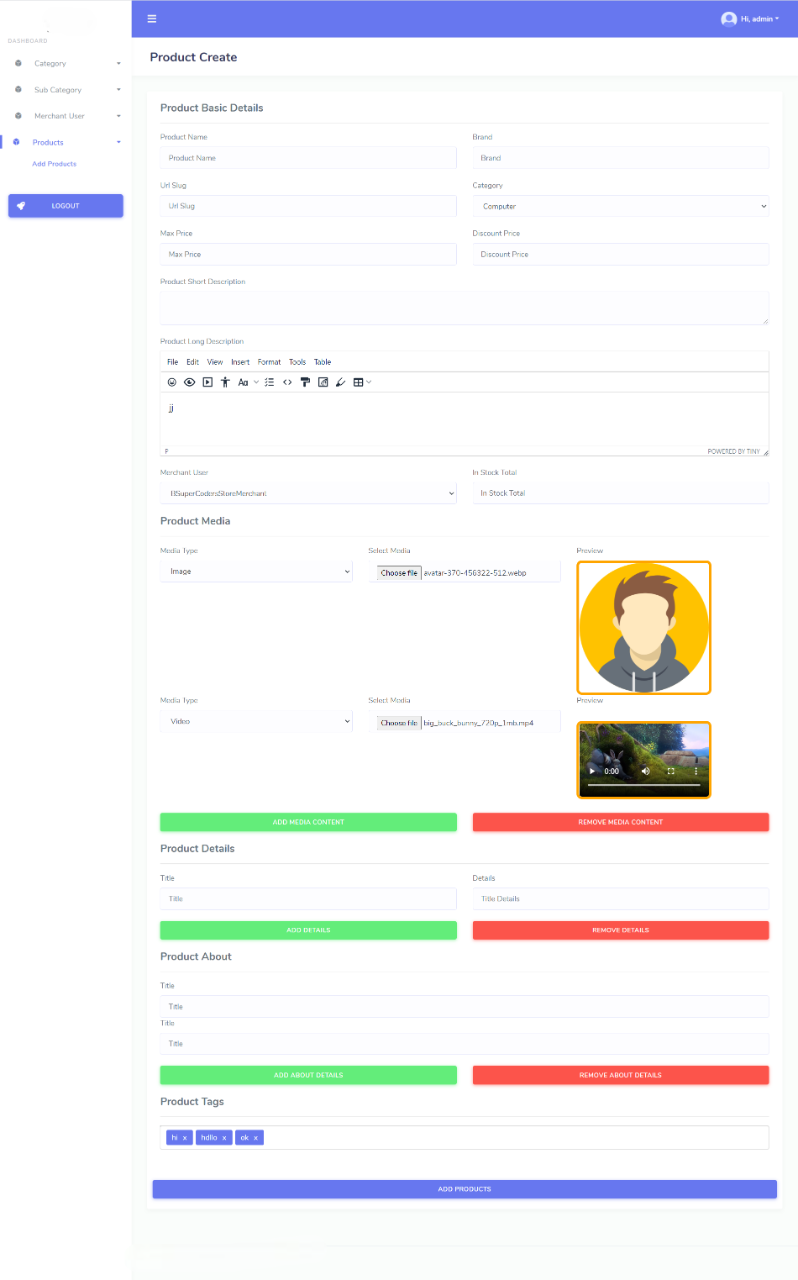 Hi, admin
DASHBOARD
Category
Sub Category
Merchant User
Products
Add Products
LOGOUT
Product Create
Product Basic Details
Product Name Brand
Product Name Brand
Url Slug Category
Url Slug Computer
Max Price Discount Price
Max Price Discount Price
Product Short Description
Product Long Description
File Edit View Insert Format Tools Table
Aa
jj
P POWERED BY TINY
Merchant User In Stock Total
In Stock Total
Product Media
Media Type Select Media Preview
Image Choose file avatar-370-456322-512.webp
Media Type Select Media Preview
Video Choose file big_buck_bunny_720p_1mb.mp4
0:00
ADD MEDIA CONTENT REMOVE MEDIA CONTENT
Product Details
Title Details
Title Title Details
ADD DETAILS REMOVE DETAILS
Product About
Title
Title
Title
Title
ADD ABOUT DETAILS REMOVE ABOUT DETAILS
Product Tags
hi x hdllo x ok x
ADD PRODUCTS